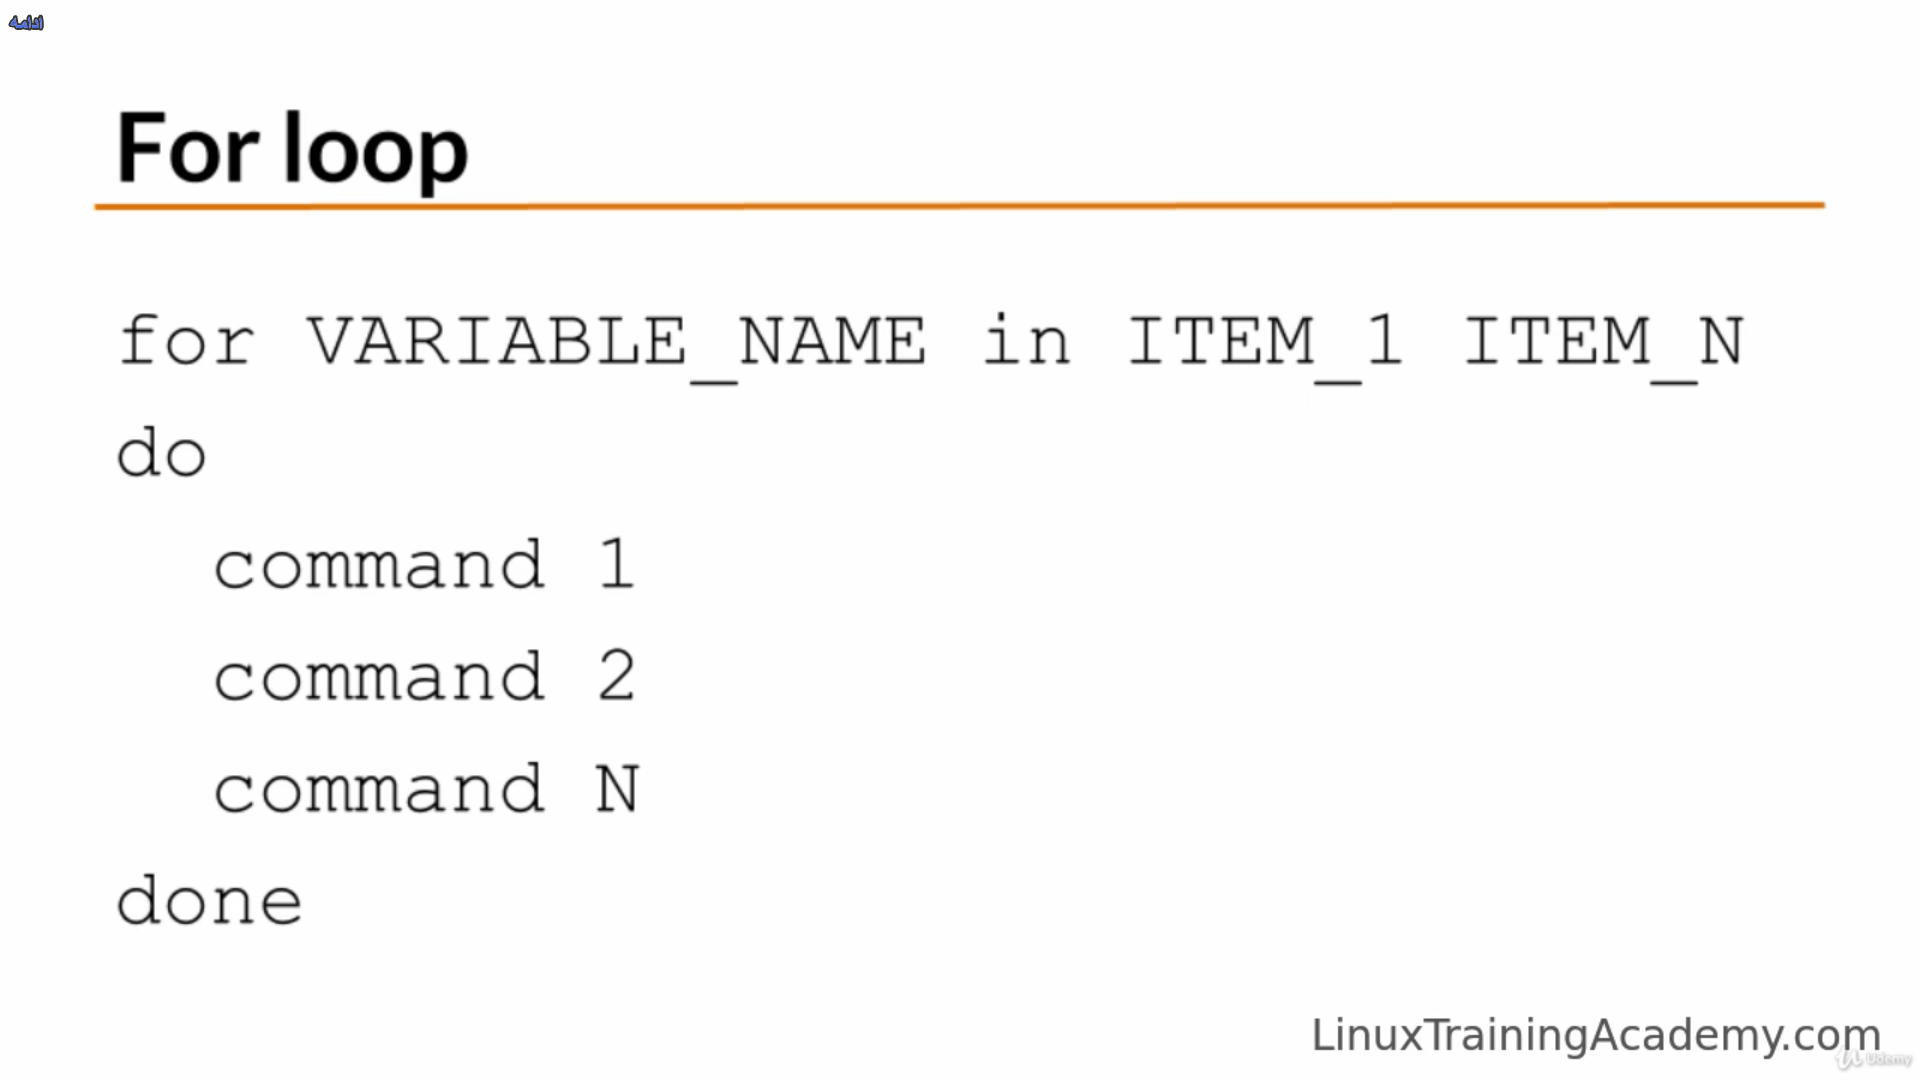 ادامه
For loop
for VARIABLE_NAME in ITEM_1 ITEM_N
do
  command 1
  command 2
  command N
done
LinuxTrainingAcademy.com
Udemy